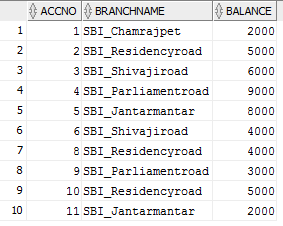 ACCNO BRANCHNAME BALANCE
1 1 SBI_Chamrajpet 2000
2 2 SBI_Residencyroad 5000
3 3 SBI_Shivajiroad 6000
4 4 SBI_Parliamentroad 9000
5 5 SBI_Jantarmantar 8000
6 6 SBI_Shivajiroad 4000
7 8 SBI_Residencyroad 4000
8 9 SBI_Parliamentroad 3000
9 10 SBI_Residencyroad 5000
10 11 SBI_Jantarmantar 2000